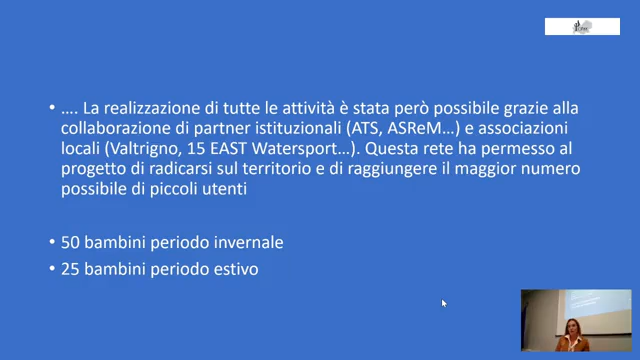 • .... La realizzazione di tutte le attività è stata però possibile grazie alla
collaborazione di partner istituzionali (ATS, ASReM...) e associazioni
locali (Valtrigno, 15 EAST Watersport...). Questa rete ha permesso al
progetto di radicarsi sul territorio e di raggiungere il maggior numero
possibile di piccoli utenti
• 50 bambini periodo invernale
• 25 bambini periodo estivo